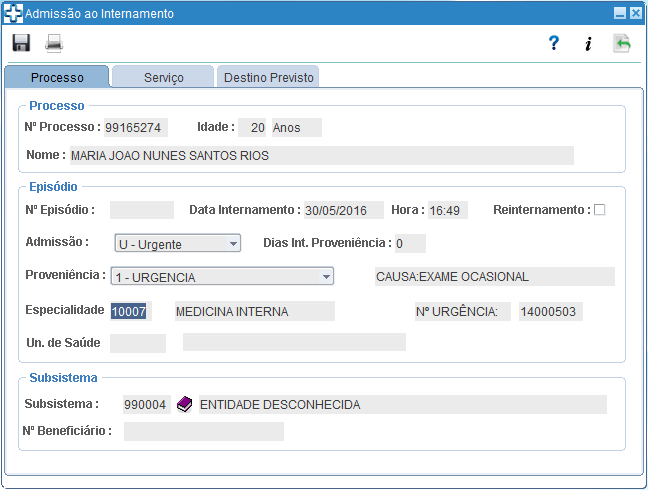 Admissão ao Internamento
? i
Processo Serviço Destino Previsto
Processo
Nº Processo : 99165274 Idade : 20 Anos
Nome : MARIA JOAO NUNES SANTOS RIOS
Episódio
Nº Episódio : Data Internamento : 30/05/2016 Hora : 16:49 Reinternamento :
Admissão : U - Urgente Dias Int. Proveniência : 0
Proveniência : 1 - URGENCIA CAUSA:EXAME OCASIONAL
Especialidade 10007 MEDICINA INTERNA Nº URGÊNCIA: 14000503
Un. de Saúde
Subsistema
Subsistema : 990004 ENTIDADE DESCONHECIDA
Nº Beneficiário :